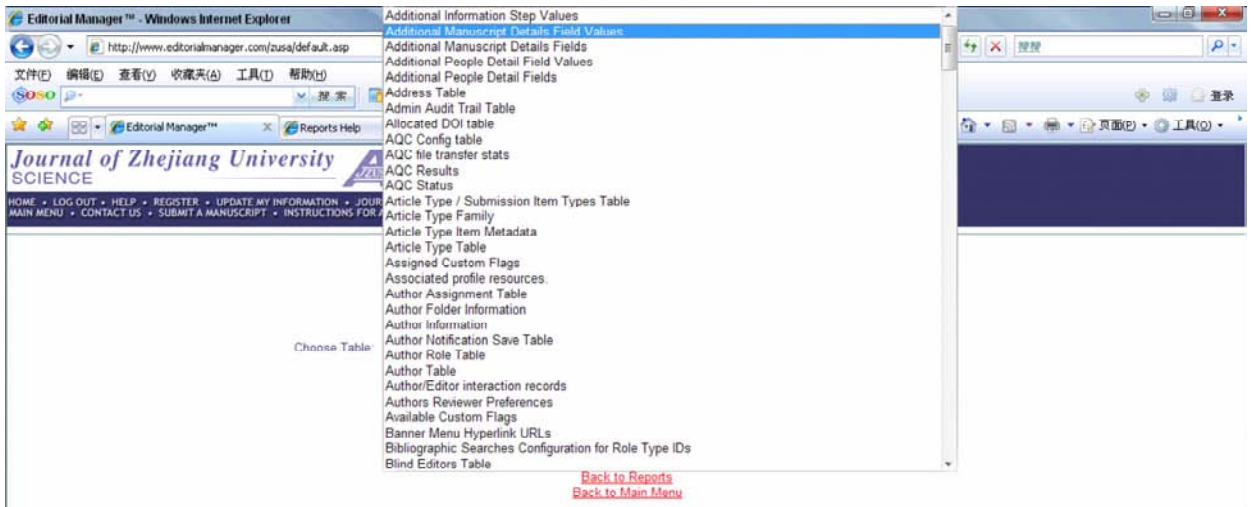 Editorial Manager™ - Windows Internet Explorer
http://www.editorialmanager.com/zusa/default.asp
搜搜
文件(F) 编辑(E) 查看(V) 收藏夹(A) 工具(T) 帮助(H)
SOSO 搜 索
登录
Editorial Manager™ Reports Help
页面(P) 工具(O)
Journal of Zhejiang University
SCIENCE
HOME • LOG OUT • HELP • REGISTER • UPDATE MY INFORMATION • JOUR
MAIN MENU • CONTACT US • SUBMIT A MANUSCRIPT • INSTRUCTIONS FOR A
Choose Table:
Additional Information Step Values
Additional Manuscript Details Field Values
Additional Manuscript Details Fields
Additional People Detail Field Values
Additional People Detail Fields
Address Table
Admin Audit Trail Table
Allocated DOI table
AQC Config table
AQC file transfer stats
AQC Results
AQC Status
Article Type / Submission Item Types Table
Article Type Family
Article Type Item Metadata
Article Type Table
Assigned Custom Flags
Associated profile resources.
Author Assignment Table
Author Folder Information
Author Information
Author Notification Save Table
Author Role Table
Author Table
Author/Editor interaction records
Authors Reviewer Preferences
Available Custom Flags
Banner Menu Hyperlink URLs
Bibliographic Searches Configuration for Role Type IDs
Blind Editors Table
Back to Reports
Back to Main Menu